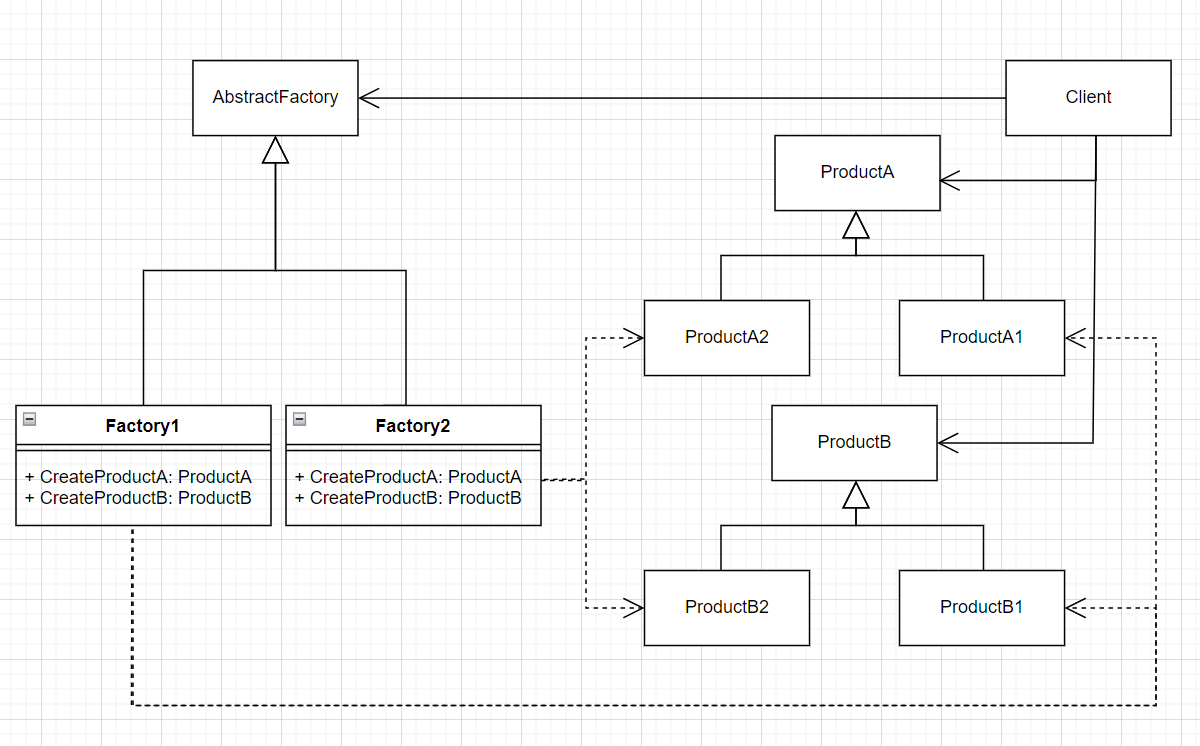 AbstractFactory
Client
ProductA
ProductA2
ProductA1
Factory1
+ CreateProductA: ProductA
+ CreateProductB: ProductB
Factory2
+ CreateProductA: ProductA
+ CreateProductB: ProductB
ProductB
ProductB2
ProductB1